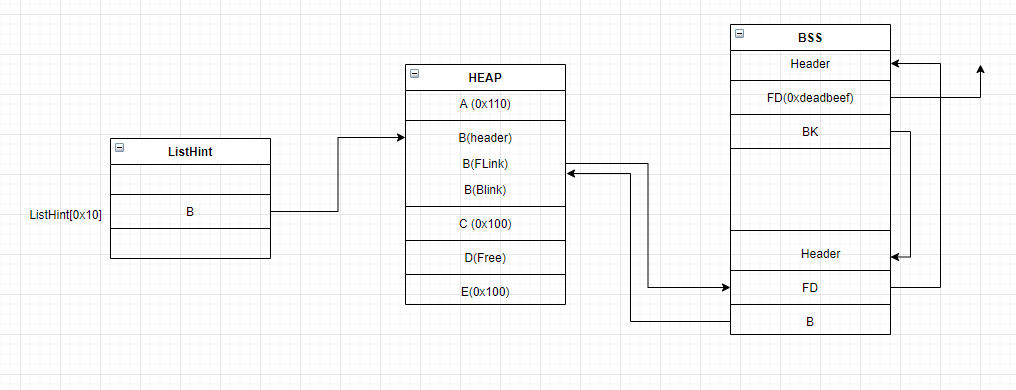 ListHint
ListHint[0x10]
B
HEAP
A (0x110)
B(header)
B(FLink)
B(Blink)
C (0x100)
D(Free)
E(0x100)
BSS
Header
FD(0xdeadbeef)
BK
Header
FD
B